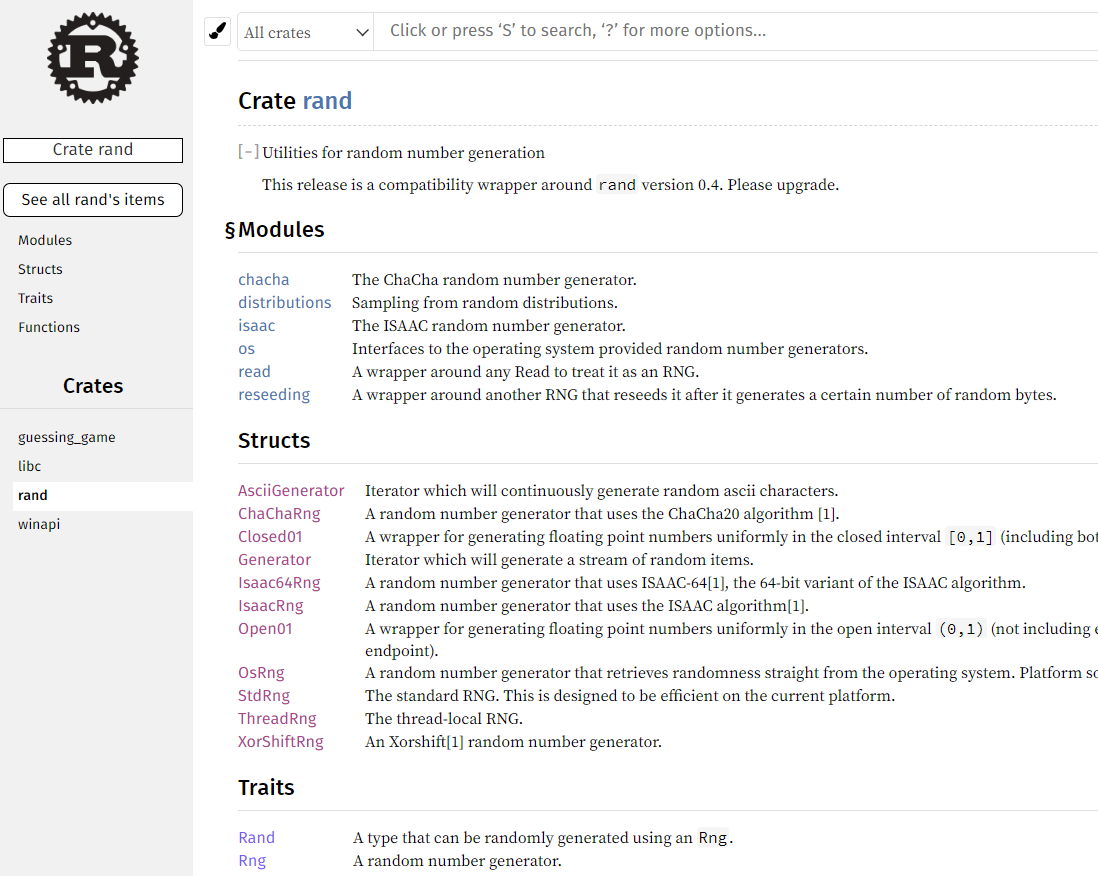 All crates
Click or press ‘S’ to search, ‘?’ for more options...
Crate rand
See all rand's items
Modules
Structs
Traits
Functions
Crates
guessing_game
libc
rand
winapi
Crate rand
[-] Utilities for random number generation
This release is a compatibility wrapper around rand version 0.4. Please upgrade.
§Modules
chacha The ChaCha random number generator.
distributions Sampling from random distributions.
isaac The ISAAC random number generator.
os Interfaces to the operating system provided random number generators.
read A wrapper around any Read to treat it as an RNG.
reseeding A wrapper around another RNG that reseeds it after it generates a certain number of random bytes.
Structs
AsciiGenerator Iterator which will continuously generate random ascii characters.
ChaChaRng A random number generator that uses the ChaCha20 algorithm [1].
Closed01 A wrapper for generating floating point numbers uniformly in the closed interval [0,1] (including
Generator Iterator which will generate a stream of random items.
Isaac64Rng A random number generator that uses ISAAC-64[1], the 64-bit variant of the ISAAC algorithm.
IsaacRng A random number generator that uses the ISAAC algorithm[1].
Open01 A wrapper for generating floating point numbers uniformly in the open interval (0,1) (not including
endpoint).
OsRng A random number generator that retrieves randomness straight from the operating system. Platform
StdRng The standard RNG. This is designed to be efficient on the current platform.
ThreadRng The thread-local RNG.
XorShiftRng An Xorshift[1] random number generator.
Traits
Rand A type that can be randomly generated using an Rng.
Rng A random number generator.